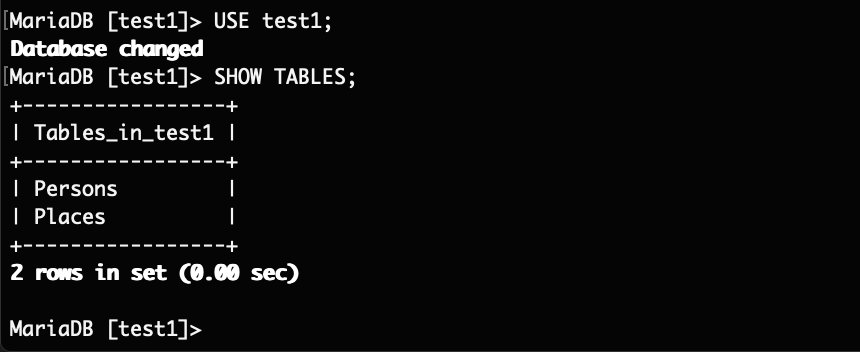 MariaDB [test1]> USE test1;
Database changed
MariaDB [test1]> SHOW TABLES;
+-----------------+
| Tables_in_test1 |
+-----------------+
| Persons         |
| Places          |
+-----------------+
2 rows in set (0.00 sec)

MariaDB [test1]>